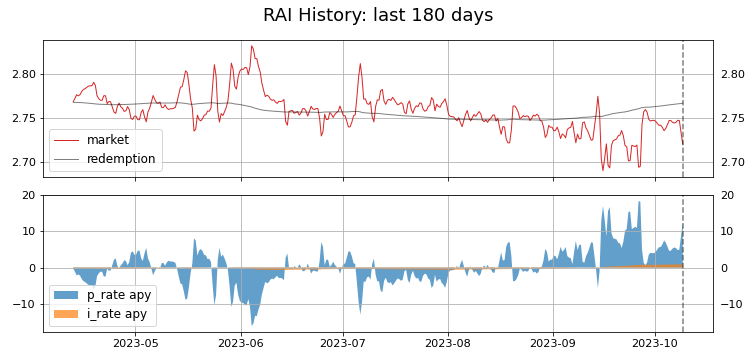 RAI History: last 180 days
2.80 2.80
2.75 2.75
2.70 2.70
market
redemption
20 20
10 10
0 0
−10 −10
p_rate apy
i_rate apy
2023-05 2023-06 2023-07 2023-08 2023-09 2023-10